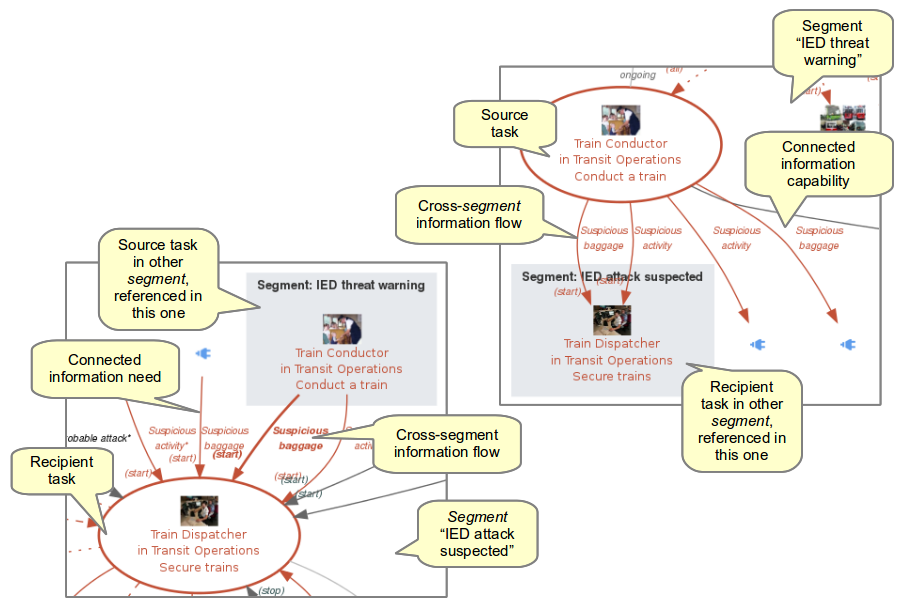 Segment
“IED threat
warning”
ongoing
(all)
Source
task
Train Conductor
in Transit Operations
Conduct a train
Connected
information
capability
Cross-segment
information flow
Suspicious
baggage
Suspicious
activity
Suspicious
activity
Suspicious
baggage
Segment: IED attack suspected
(start)
(start)
Train Dispatcher
in Transit Operations
Secure trains
Recipient
task in other
segment,
referenced in
this one
Source task
in other
segment,
referenced in
this one
Segment: IED threat warning
Train Conductor
in Transit Operations
Conduct a train
Connected
information need
obable attack*
Suspicious
activity*
(start)
Suspicious
baggage
(start)
Suspicious
baggage
Cross-segment
information flow
Recipient
task
(start)
(start)
(start)
(start)
Train Dispatcher
in Transit Operations
Secure trains
Segment
“IED attack
suspected”
(stop)